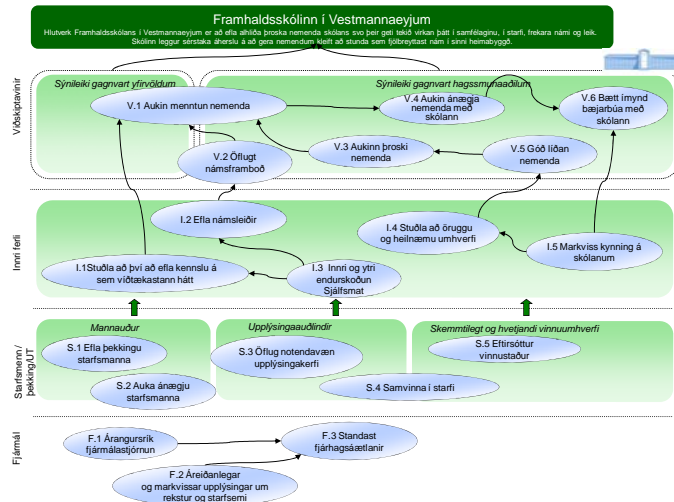 Framhaldsskólinn í Vestmannaeyjum
Hlutverk Framhaldsskólans í Vestmannaeyjum er að efla alhliða þroska nemenda skólans svo þeir geti tekið virkan þátt í samfélaginu, í starfi, frekara námi og leik.
Skólinn leggur sérstaka áherslu á að gera nemendum kleift að stunda sem fjölbreyttast nám í sinni heimabyggð.
Viðskiptavinir
Sýnileiki gagnvart yfirvöldum
Sýnileiki gagnvart hagssmunaaðilum
V.1 Aukin menntun nemenda
V.4 Aukin ánægja
nemenda með
skólann
V.6 Bætt ímynd
bæjarbúa með
skólann
V.2 Öflugt
námsframboð
V.3 Aukinn þroski
nemenda
V.5 Góð líðan
nemenda
Innri ferli
I.2 Efla námsleiðir
I.4 Stuðla að öruggu
og heilnæmu umhverfi
I.5 Markviss kynning á
skólanum
I.1Stuðla að því að efla kennslu á
sem víðtækastann hátt
I.3 Innri og ytri
endurskoðun
Sjálfsmat
Starfsmenn /
þekking/UT
Mannauður
Upplýsingaauðlindir
Skemmtilegt og hvetjandi vinnuumhverfi
S.1 Efla þekkingu
starfsmanna
S.3 Öflug notendavæn
upplýsingakerfi
S.5 Eftirsóttur
vinnustaður
S.2 Auka ánægju
starfsmanna
S.4 Samvinna í starfi
Fjármál
F.1 Árangursrík
fjármálastjórnun
F.3 Standast
fjárhagsáætlanir
F.2 Áreiðanlegar
og markvissar upplýsingar um
rekstur og starfsemi